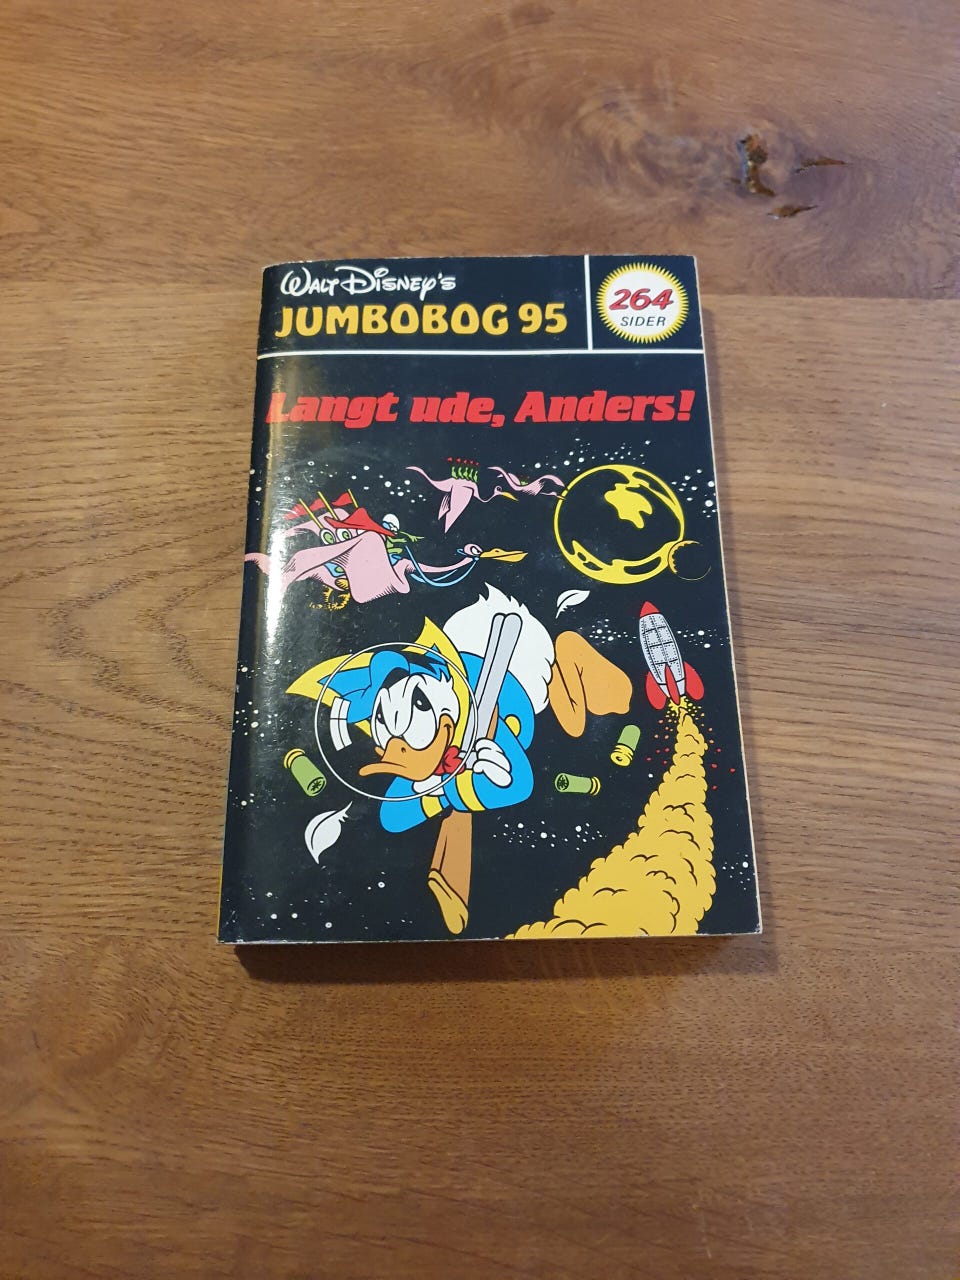 WALT DISNEY'S
JUMBOBOG 95
264
SIDER
Langt ude, Anders!